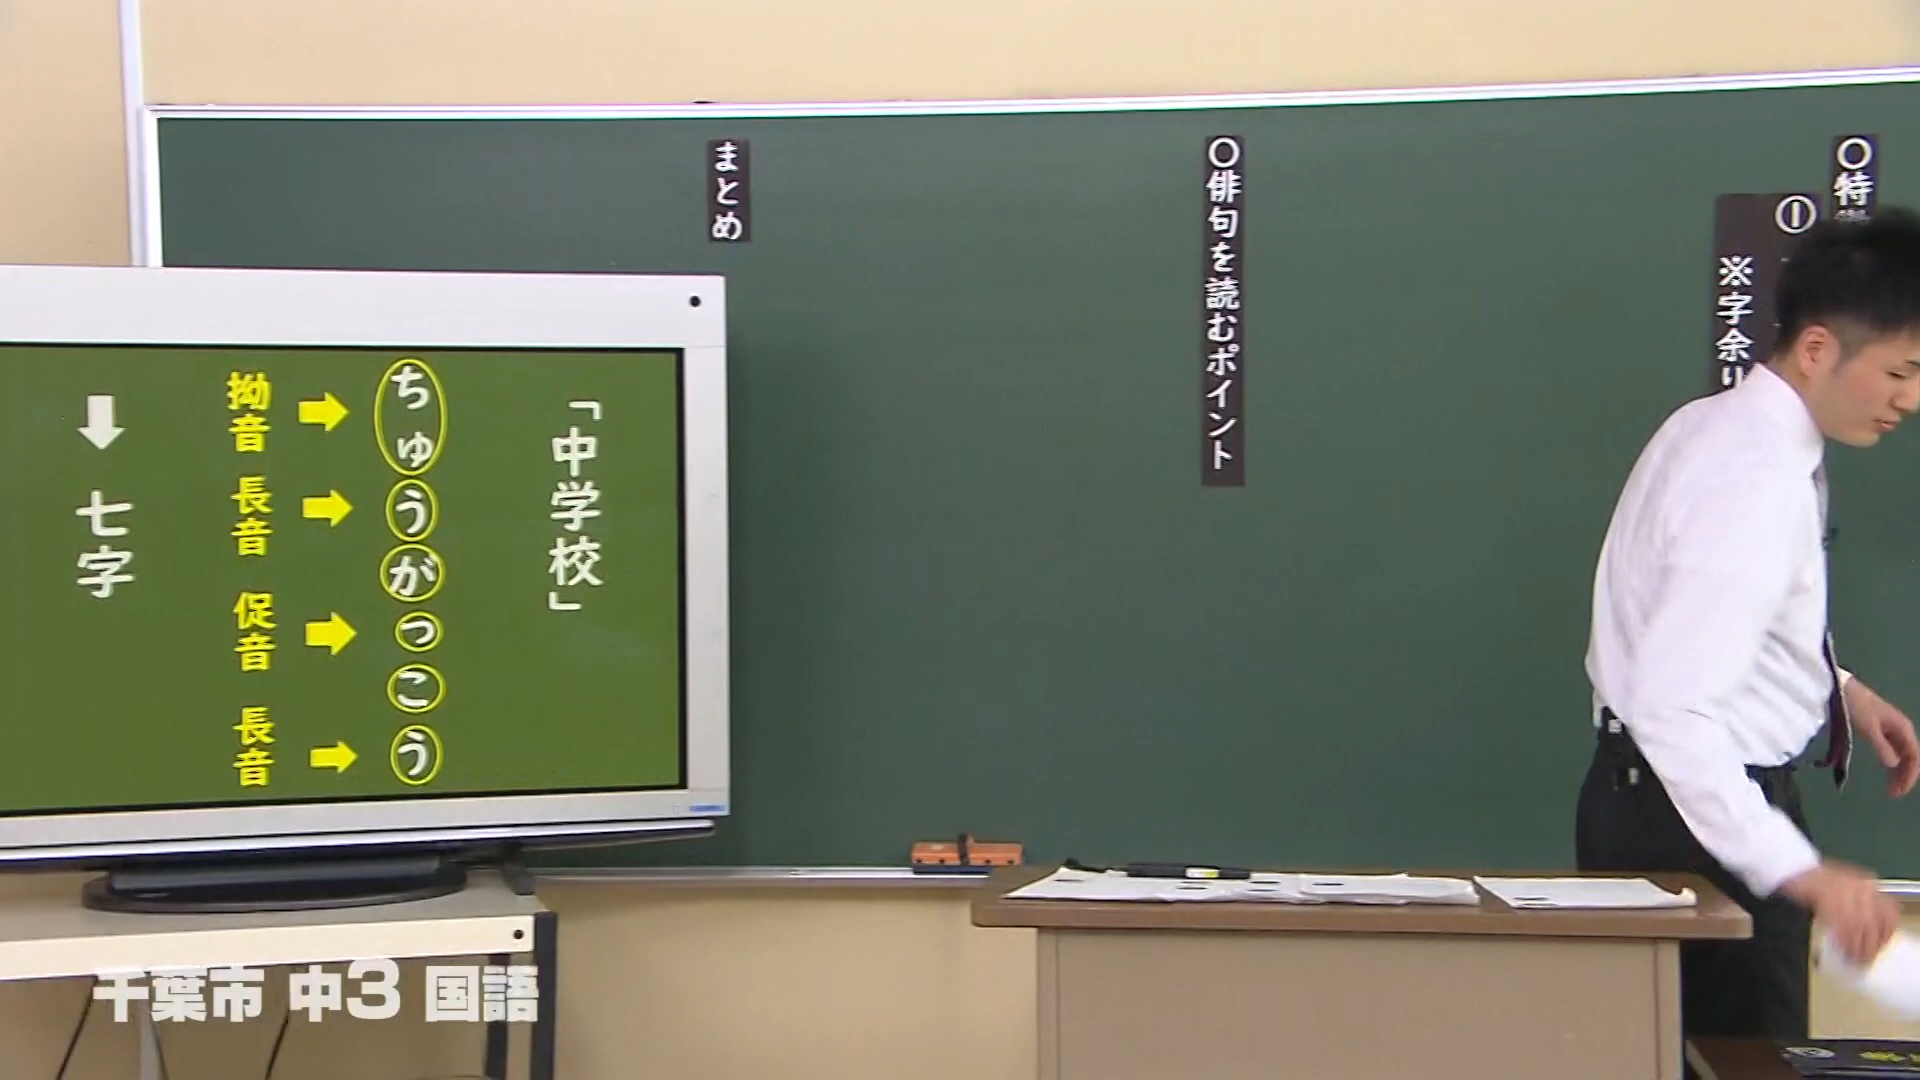 〇特
①
※字余り
〇俳句を読むポイント
まとめ
「中学校」
ちゅうがっこう
拗音
長音
促音
長音
七字
千葉市 中3 国語